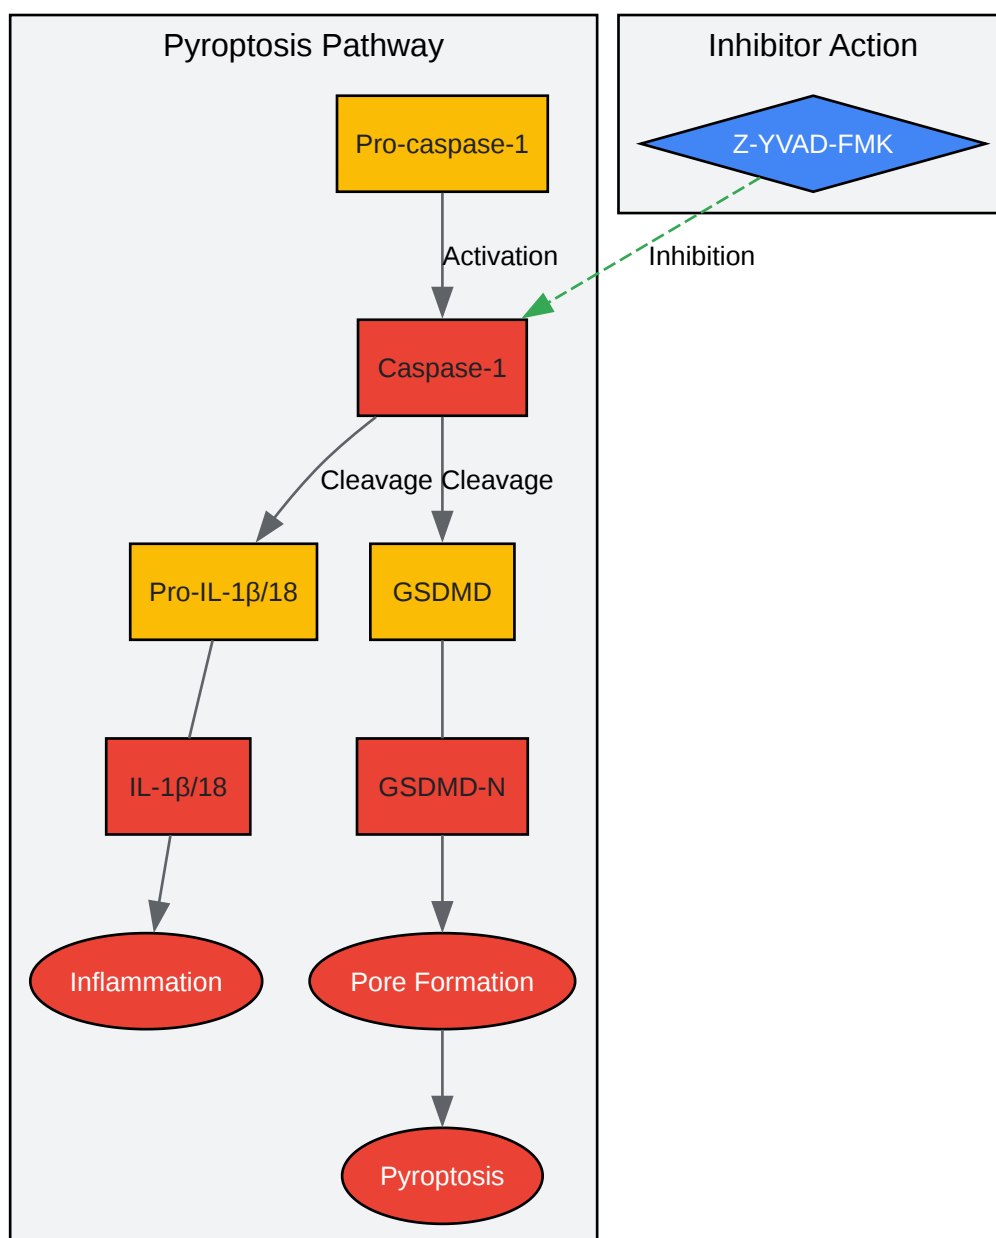 Pyroptosis Pathway
Inhibitor Action
Pro-caspase-1
Z-YVAD-FMK
Activation
Inhibition
Caspase-1
Cleavage
Cleavage
Pro-IL-1β/18
GSDMD
IL-1β/18
GSDMD-N
Inflammation
Pore Formation
Pyroptosis